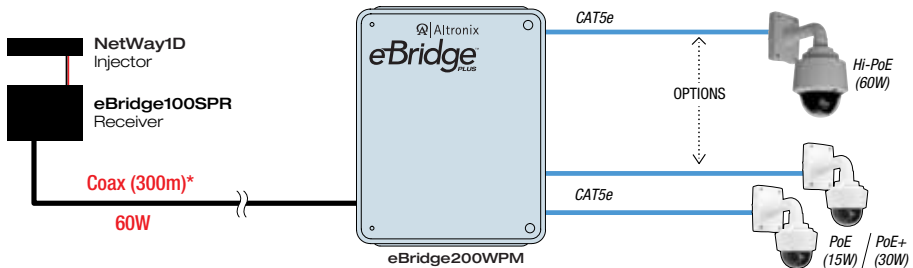 NetWay1D
Injector
eBridge100SPR
Receiver
Coax (300m)*
60W
Altronix
eBridge™
PLUS
eBridge200WPM
CAT5e
OPTIONS
Hi-PoE
(60W)
CAT5e
PoE / PoE+
(15W) (30W)